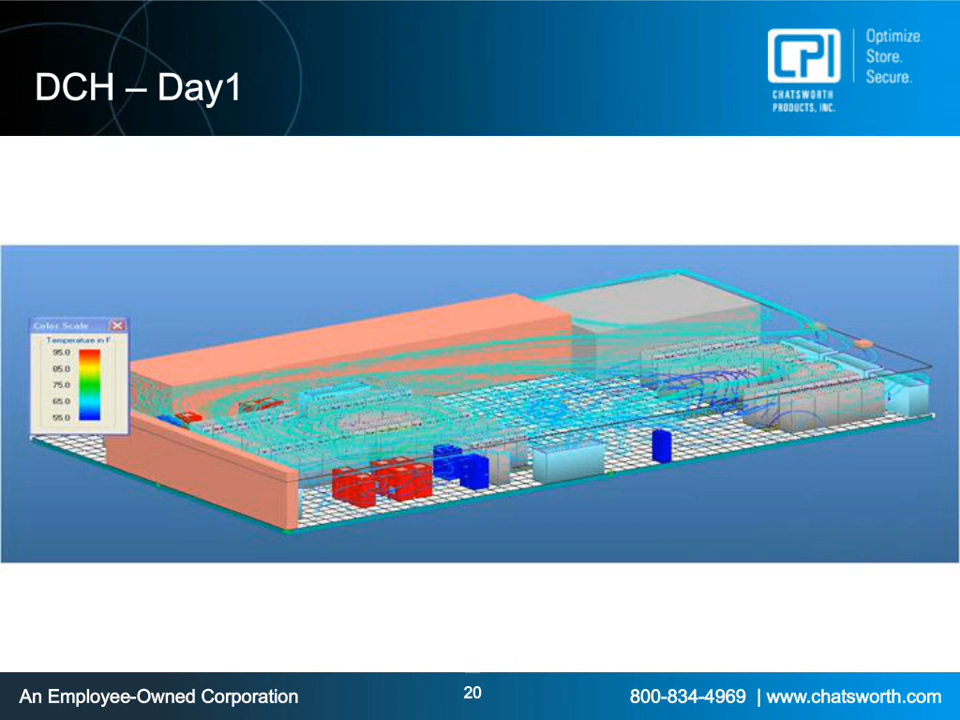 DCH – Day1
CPI
CHATSWORTH
PRODUCTS, INC.
Optimize.
Store.
Secure.
Color Scale
Temperature in F
95.0
85.0
75.0
65.0
55.0
An Employee-Owned Corporation
20
800-834-4969 | www.chatsworth.com